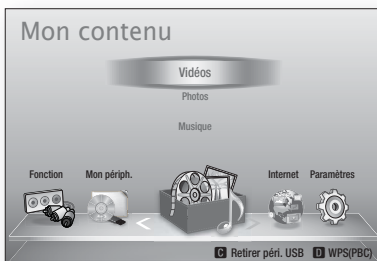 Mon contenu
Vidéos
Photos
Musique
Fonction Mon périph. Internet Paramètres
C Retirer péri. USB D WPS(PBC)